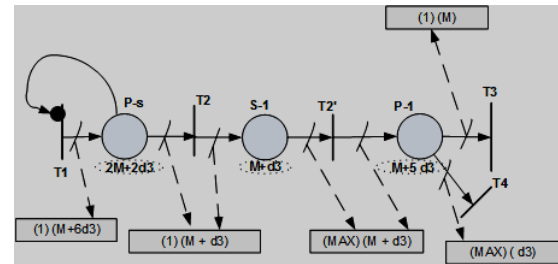 (1) (M)
P-s
T2
S-1
T2'
P-1
T3
T1
2M+2d3
M+d3
M+5 d3
T4
(1) (M+6d3)
(1) (M + d3)
(MAX) (M + d3)
(MAX) ( d3)